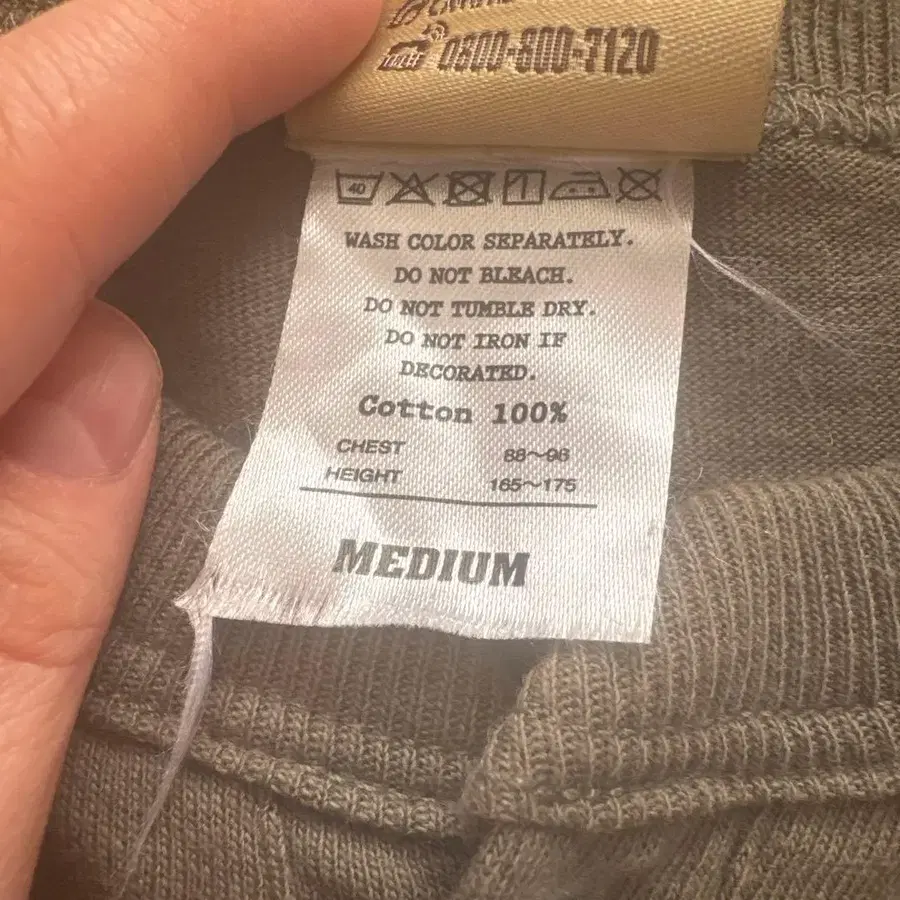 0800-800-7120
40
WASH COLOR SEPARATELY.
DO NOT BLEACH.
DO NOT TUMBLE DRY.
DO NOT IRON IF
DECORATED.
Cotton 100%
CHEST 88~96
HEIGHT 165~175
MEDIUM